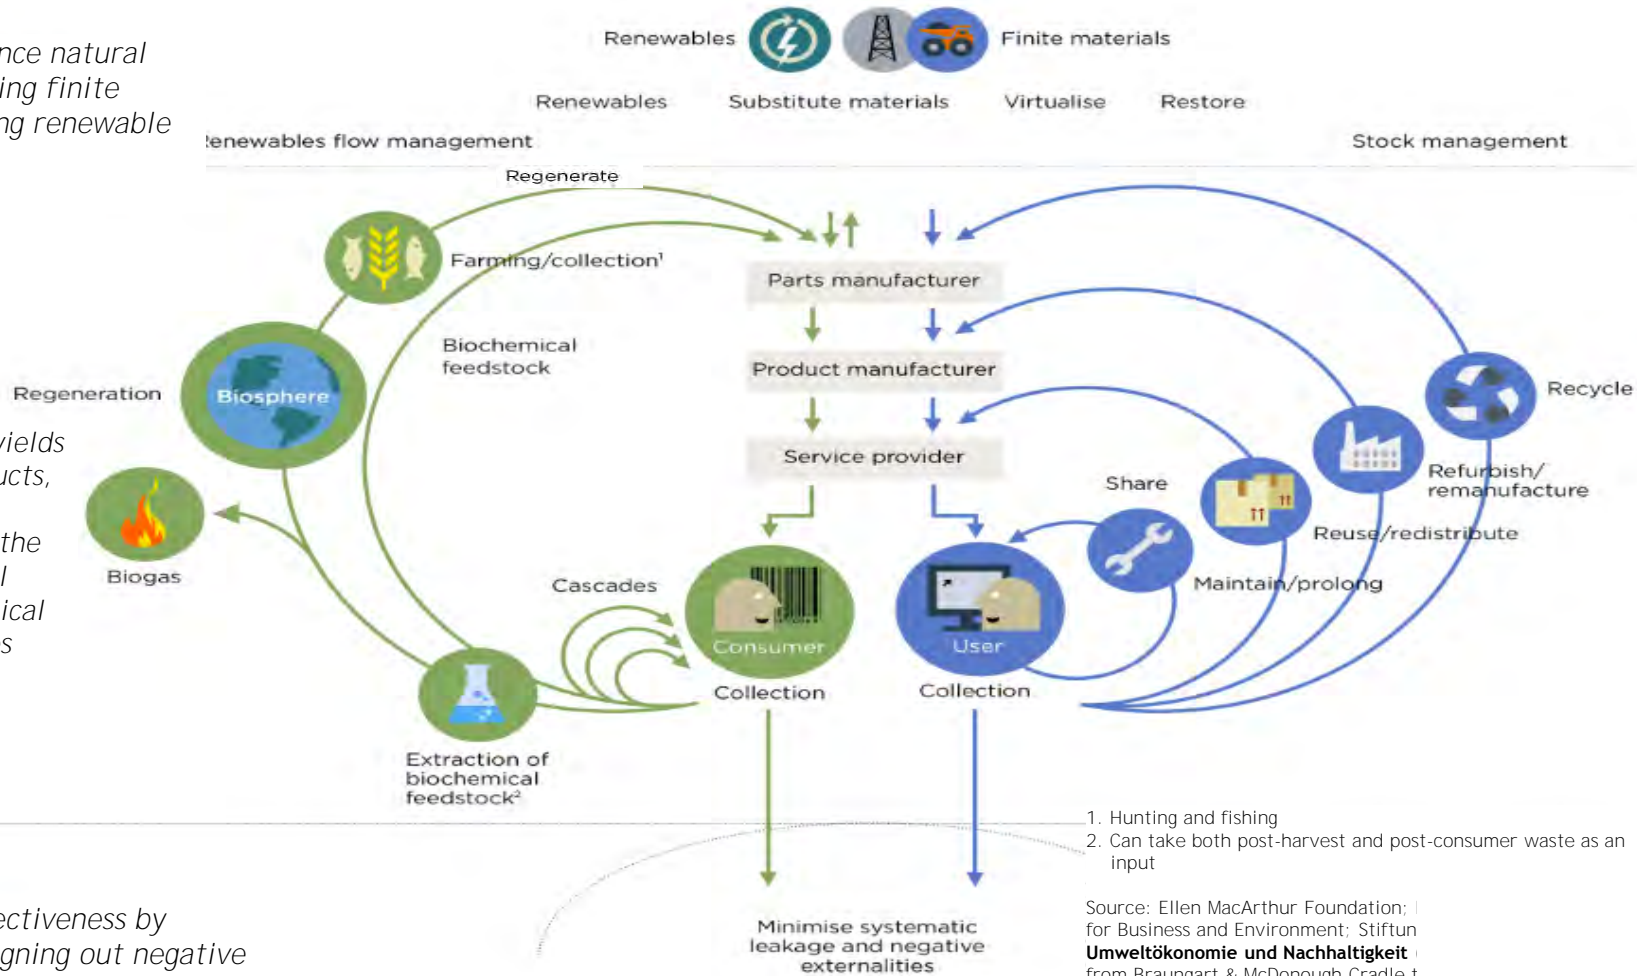 Renewables
Finite materials
nce natural
ing finite
ng renewable
Renewables Substitute materials Virtualise Restore
enewables flow management
Stock management
Regenerate
Farming/collection¹
Parts manufacturer
Biochemical
feedstock
Product manufacturer
Regeneration
Biosphere
Recycle
yields
ucts,
Service provider
Share
Refurbish/
remanufacture
the
l
ical
s
Reuse/redistribute
Biogas
Cascades
Maintain/prolong
Consumer
User
Collection
Collection
Extraction of
biochemical
feedstock²
1. Hunting and fishing
2. Can take both post-harvest and post-consumer waste as an
input
ectiveness by
gning out negative
Minimise systematic
leakage and negative
externalities
Source: Ellen MacArthur Foundation;
for Business and Environment; Stiftun
Umweltökonomie und Nachhaltigkeit
from Braungart & McDonough Cradle t